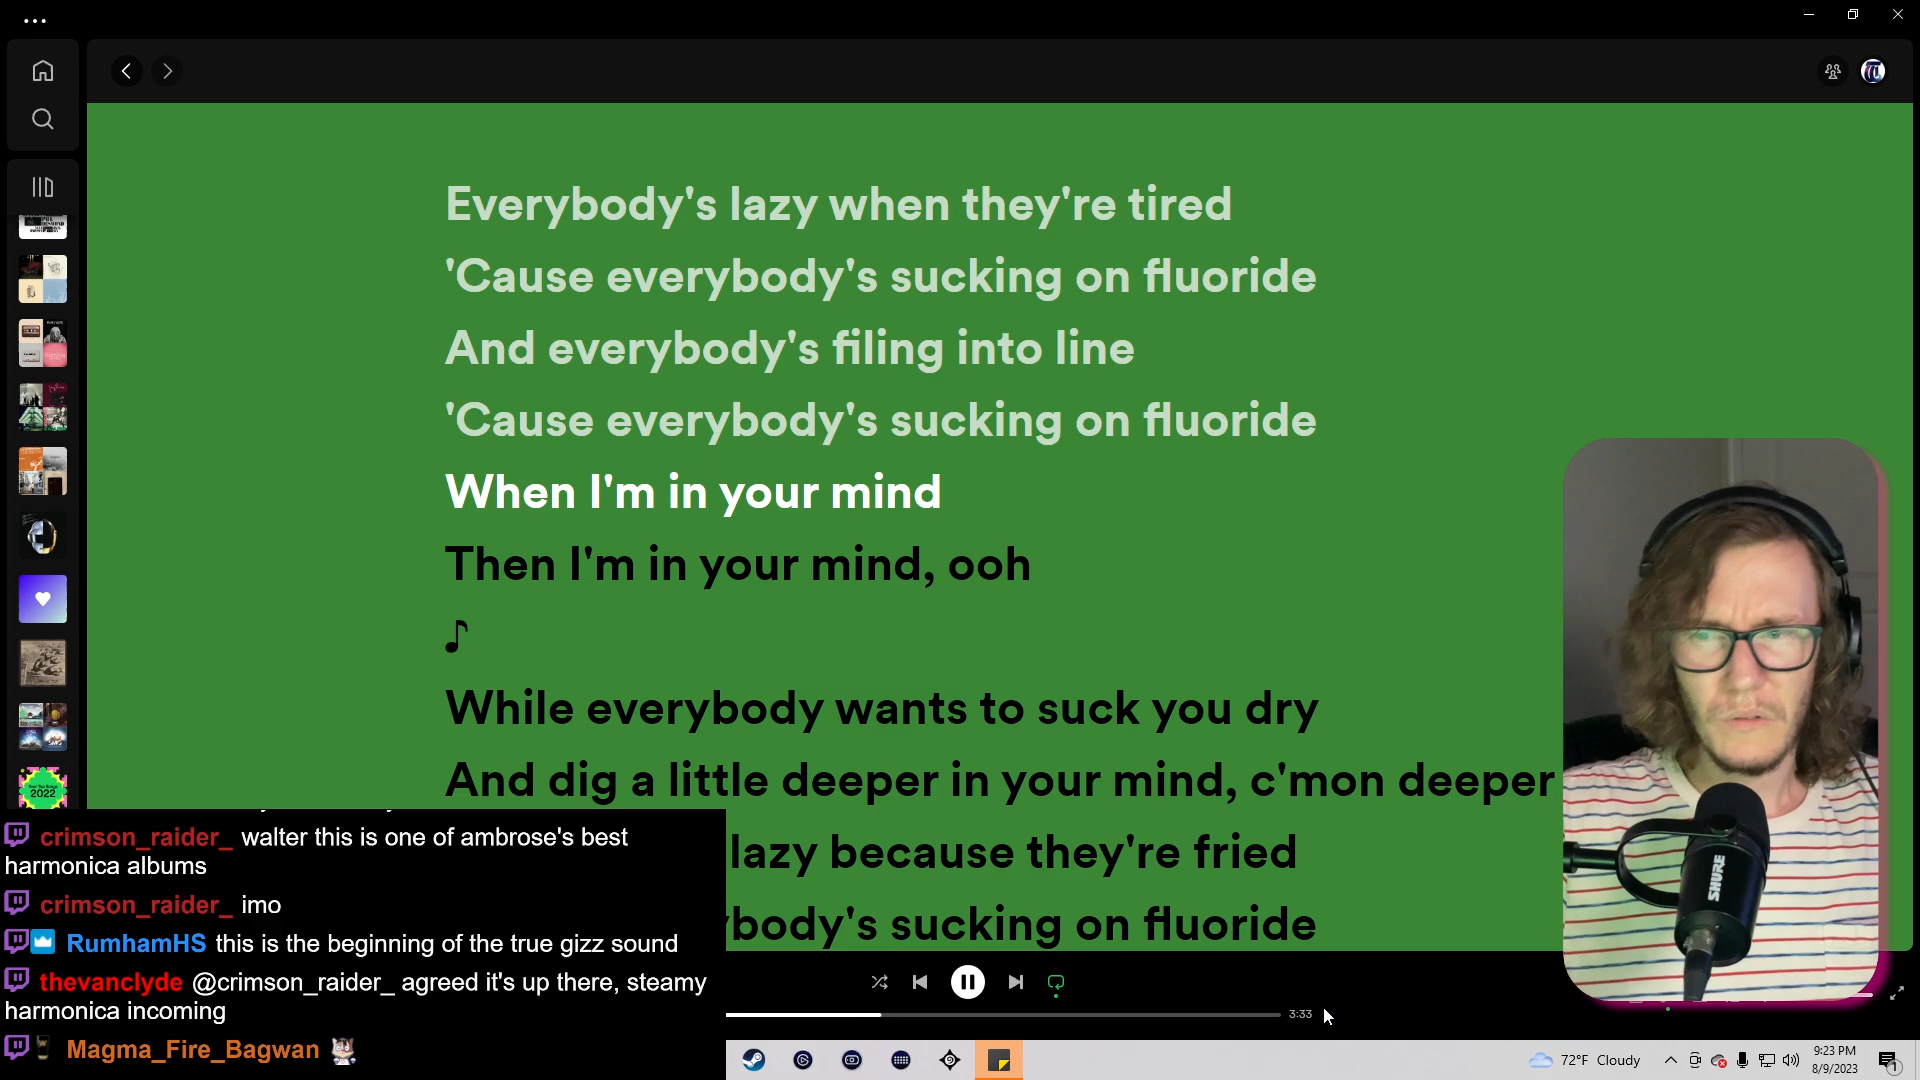 Everybody's lazy when they're tired
'Cause everybody's sucking on fluoride
And everybody's filing into line
'Cause everybody's sucking on fluoride
When I'm in your mind
Then I'm in your mind, ooh
While everybody wants to suck you dry
And dig a little deeper in your mind, c'mon deeper
lazy because they're fried
ybody's sucking on fluoride
2022
crimson_raider_ walter this is one of ambrose's best
harmonica albums
crimson_raider_ imo
RumhamHS this is the beginning of the true gizz sound
thevanclyde @crimson_raider_ agreed it's up there, steamy
harmonica incoming
Magma_Fire_Bagwan
SHURE
3:33
72°F Cloudy
9:23 PM
8/9/2023
1